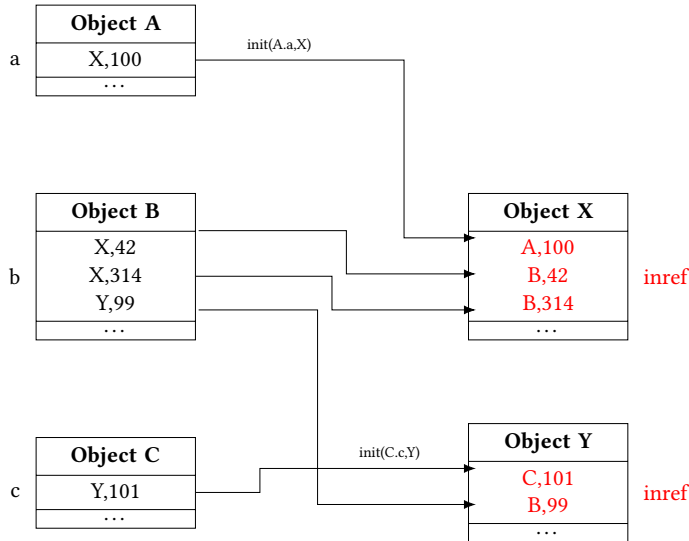 Object A
a
X,100
...
init(A.a,X)
Object B
b
X,42
X,314
Y,99
...
Object X
A,100
B,42
B,314
inref
...
Object C
c
Y,101
...
init(C.c,Y)
Object Y
C,101
B,99
inref
...